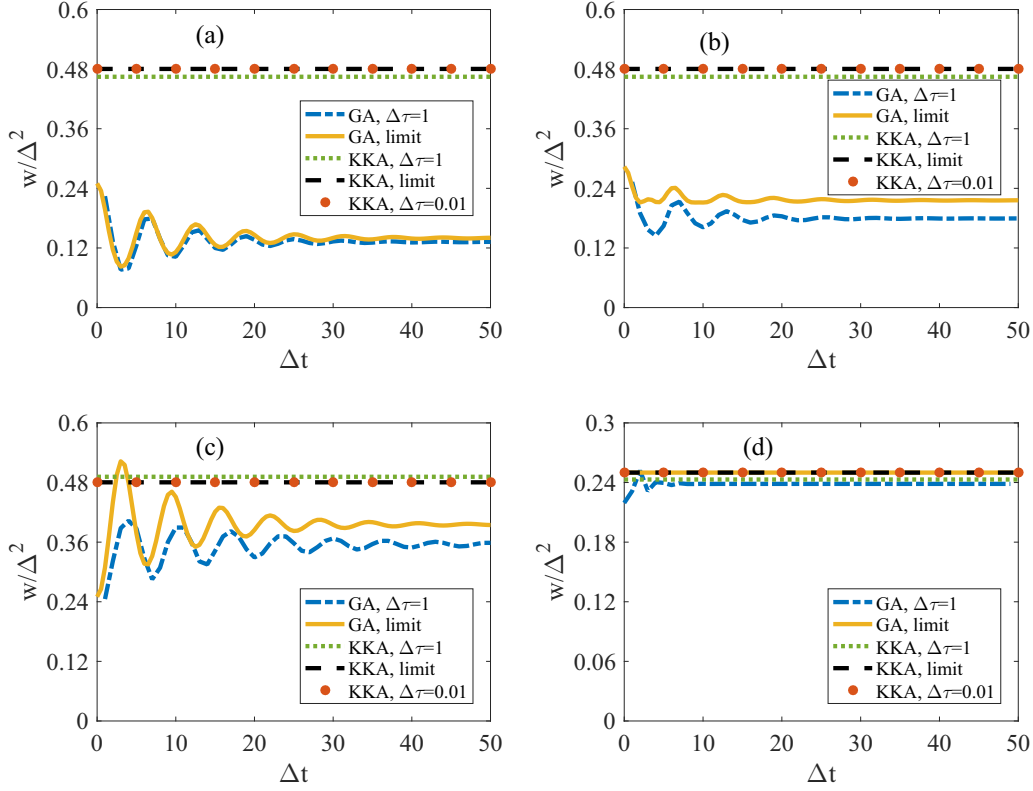 (a)
w/Δ²
0.6
0.48
0.36
0.24
0.12
0
GA, Δτ=1
GA, limit
KKA, Δτ=1
KKA, limit
KKA, Δτ=0.01
0 10 20 30 40 50
Δt
(b)
w/Δ²
0.6
0.48
0.36
0.24
0.12
0
GA, Δτ=1
GA, limit
KKA, Δτ=1
KKA, limit
KKA, Δτ=0.01
0 10 20 30 40 50
Δt
(c)
w/Δ²
0.6
0.48
0.36
0.24
0.12
0
GA, Δτ=1
GA, limit
KKA, Δτ=1
KKA, limit
KKA, Δτ=0.01
0 10 20 30 40 50
Δt
(d)
w/Δ²
0.3
0.24
0.18
0.12
0.06
0
GA, Δτ=1
GA, limit
KKA, Δτ=1
KKA, limit
KKA, Δτ=0.01
0 10 20 30 40 50
Δt